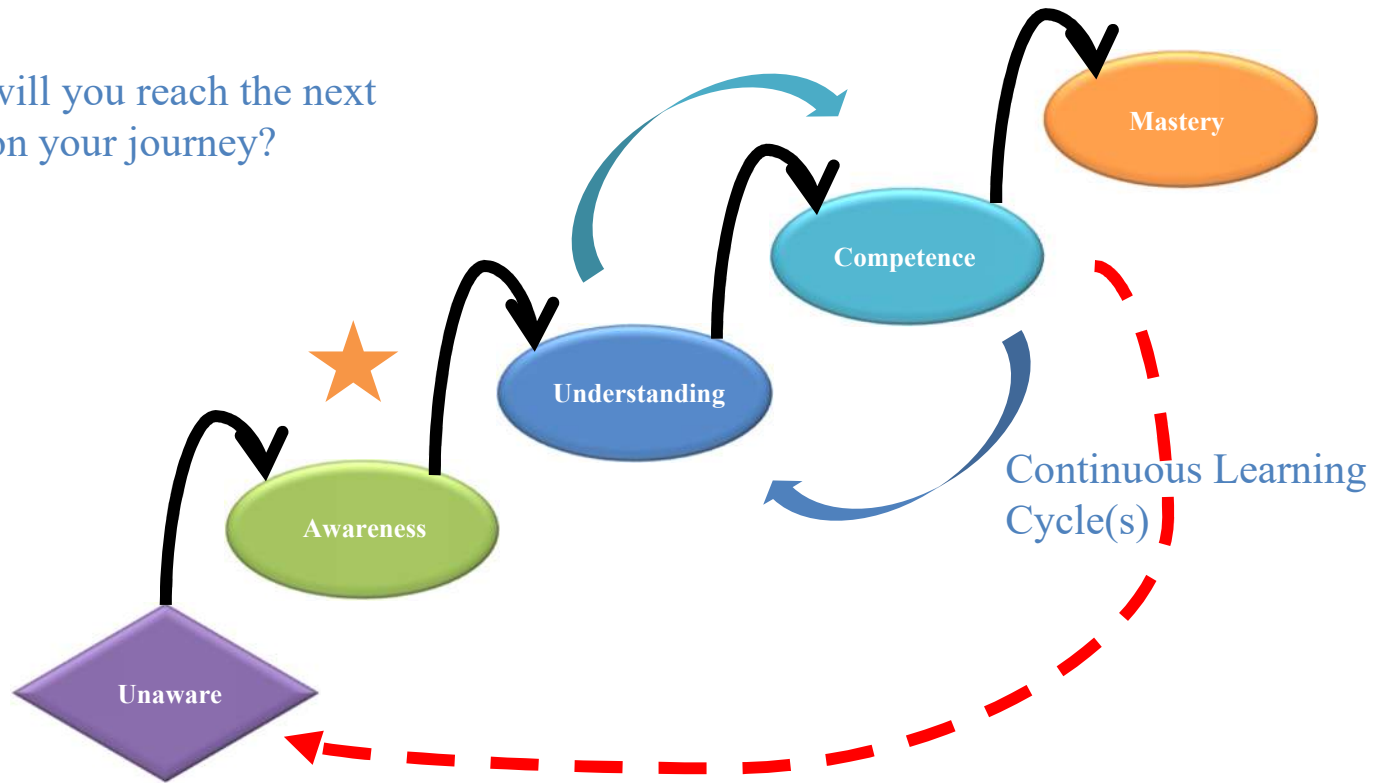 will you reach the next
on your journey?
Mastery
Competence
Understanding
Continuous Learning
Cycle(s)
Awareness
Unaware